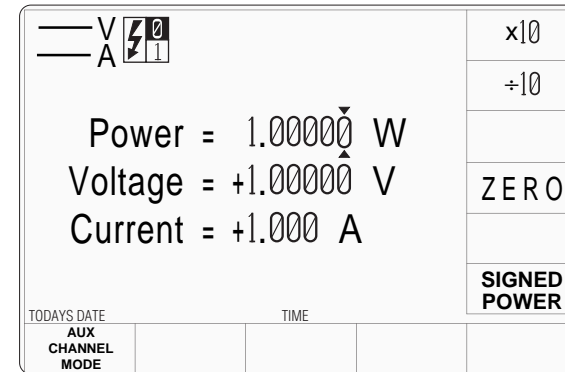 V 0
A 1
x10
÷10
Power = 1.00000 W
Voltage = +1.00000 V
Current = +1.000 A
ZERO
SIGNED
POWER
TODAYS DATE TIME
AUX
CHANNEL
MODE